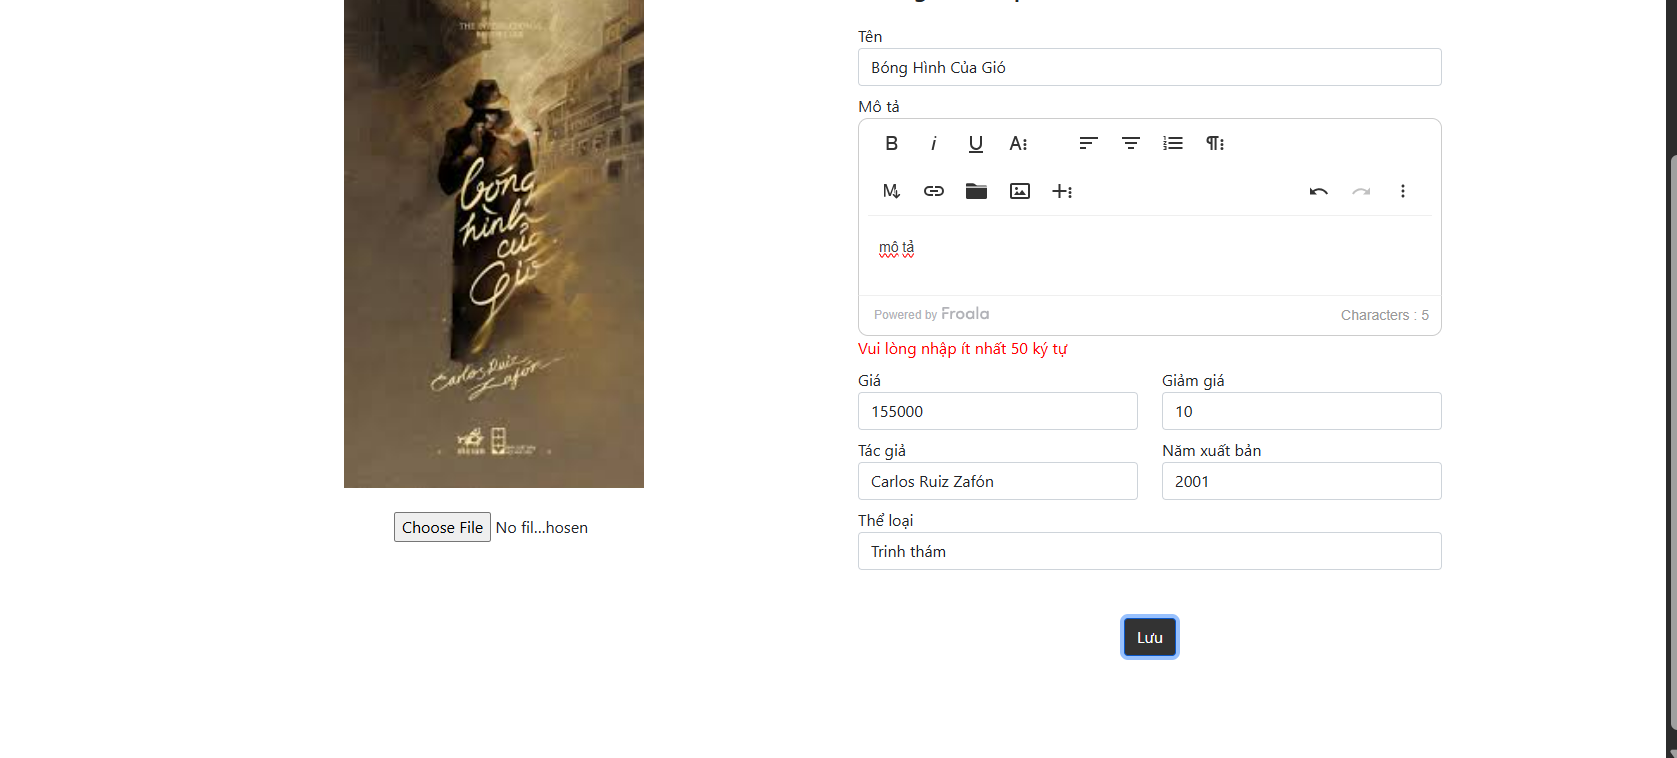 Tên
Bóng Hình Của Gió
Mô tả
B i U A
M
mô tả
Powered by Froala
Characters : 5
Vui lòng nhập ít nhất 50 ký tự
Giá
Giảm giá
155000
10
Tác giả
Năm xuất bản
Carlos Ruiz Zafón
2001
Thể loại
Trinh thám
Lưu
bóng
hình
của
gió
Carlos Ruiz
Zafón
Choose File No fil...hosen